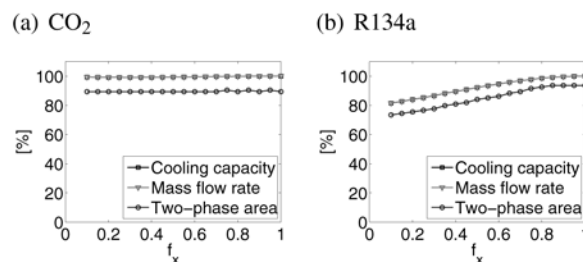 (a) CO₂
100
80
60
40
20
0
[%]
Cooling capacity
Mass flow rate
Two-phase area
0 0.2 0.4 0.6 0.8 1
fₓ
(b) R134a
100
80
60
40
20
0
[%]
Cooling capacity
Mass flow rate
Two-phase area
0 0.2 0.4 0.6 0.8 1
fₓ